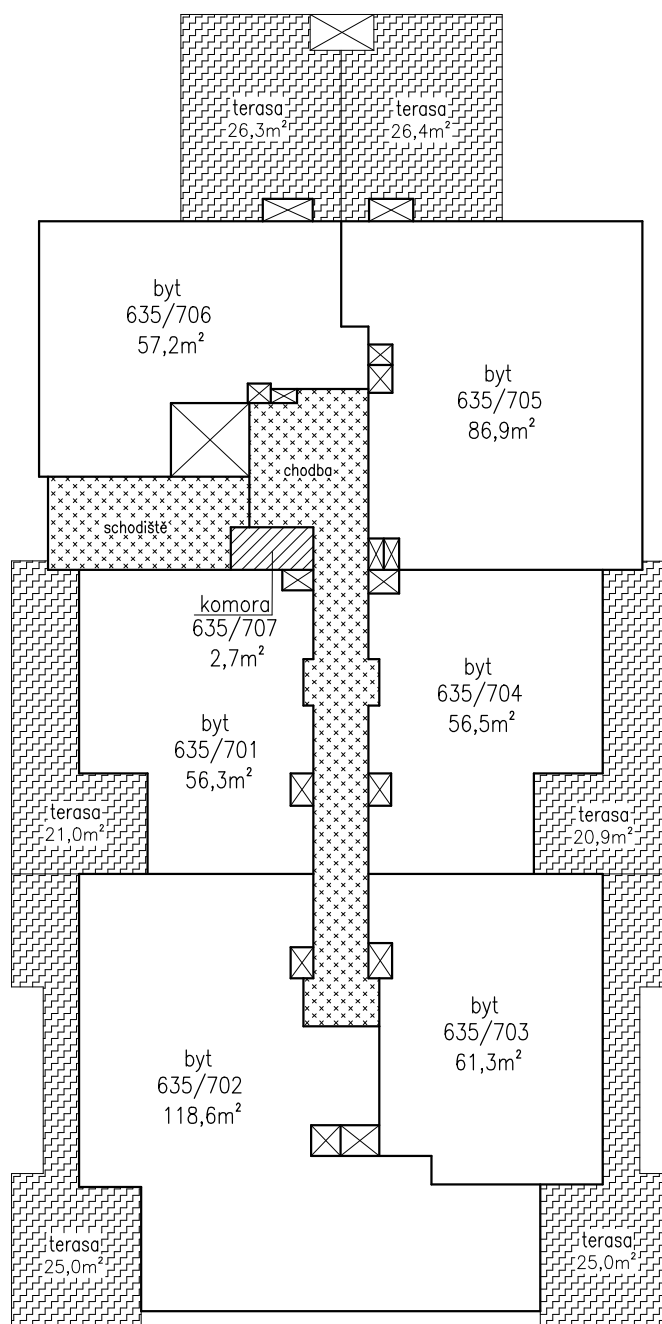 terasa
26,3m²
terasa
26,4m²
byt
635/706
57,2m²
byt
635/705
86,9m²
chodba
schodiště
komora
635/707
2,7m²
byt
635/704
56,5m²
byt
635/701
56,3m²
terasa
21,0m²
terasa
20,9m²
byt
635/703
61,3m²
byt
635/702
118,6m²
terasa
25,0m²
terasa
25,0m²